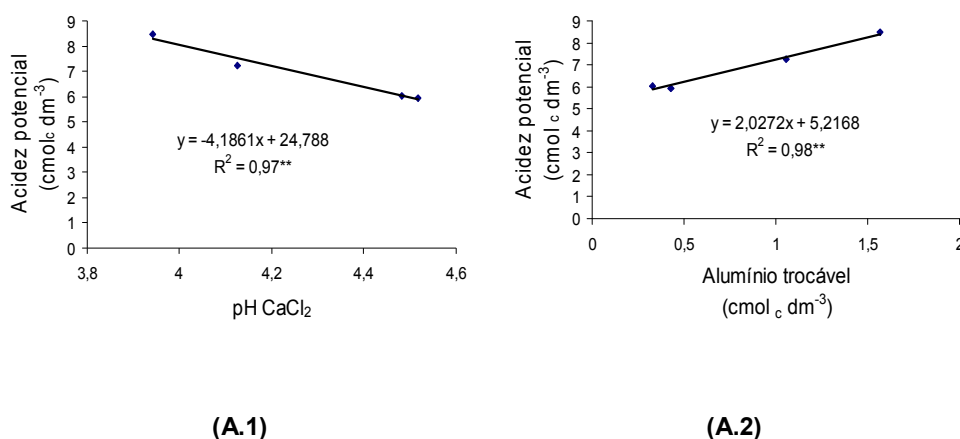 9
8
7
6
5
4
3
2
1
0
Acidez potencial
(cmolc dm-3)
y = -4,1861x + 24,788
R2 = 0,97**
3,8 4 4,2 4,4 4,6
pH CaCl2
(A.1)
9
8
7
6
5
4
3
2
1
0
Acidez potencial
(cmol c dm-3)
y = 2,0272x + 5,2168
R2 = 0,98**
0 0,5 1 1,5 2
Alumínio trocável
(cmol c dm-3)
(A.2)